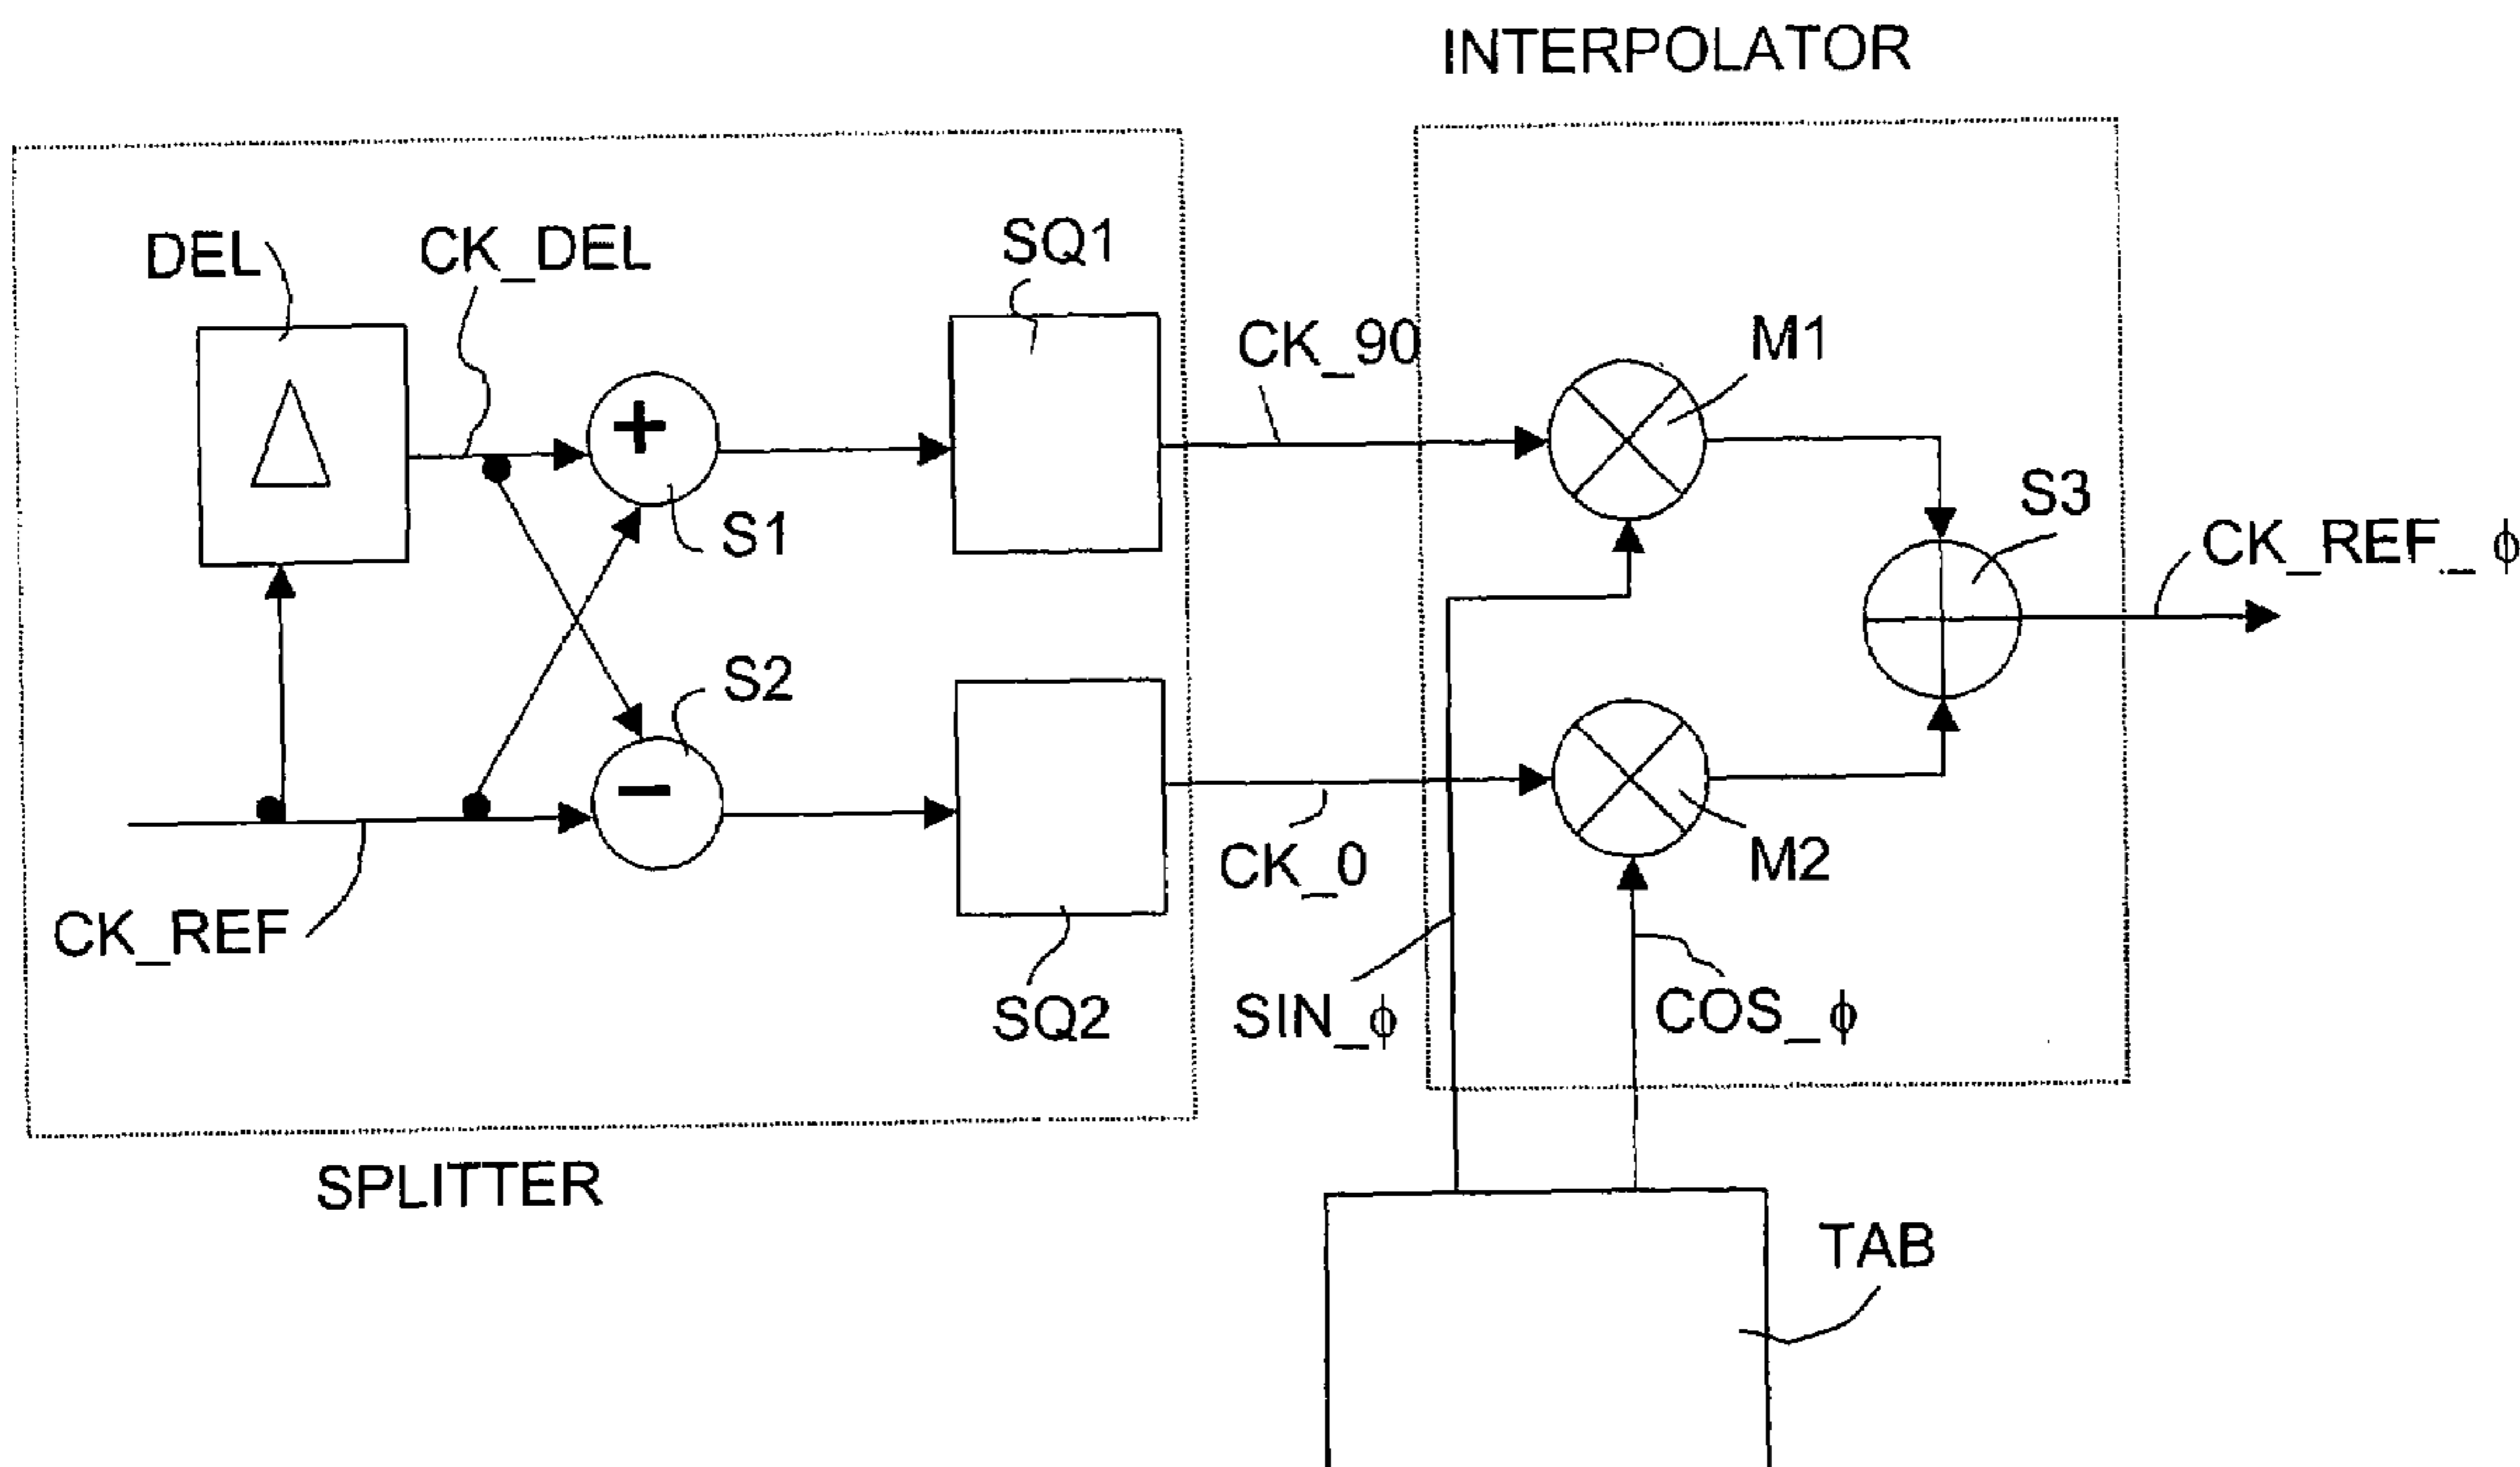 INTERPOLATOR
DEL
CK_DEL
SQ1
CK_90
M1
S1
S3
CK_REF_ϕ
S2
CK_0
M2
CK_REF
SQ2
SIN_ϕ
COS_ϕ
SPLITTER
TAB